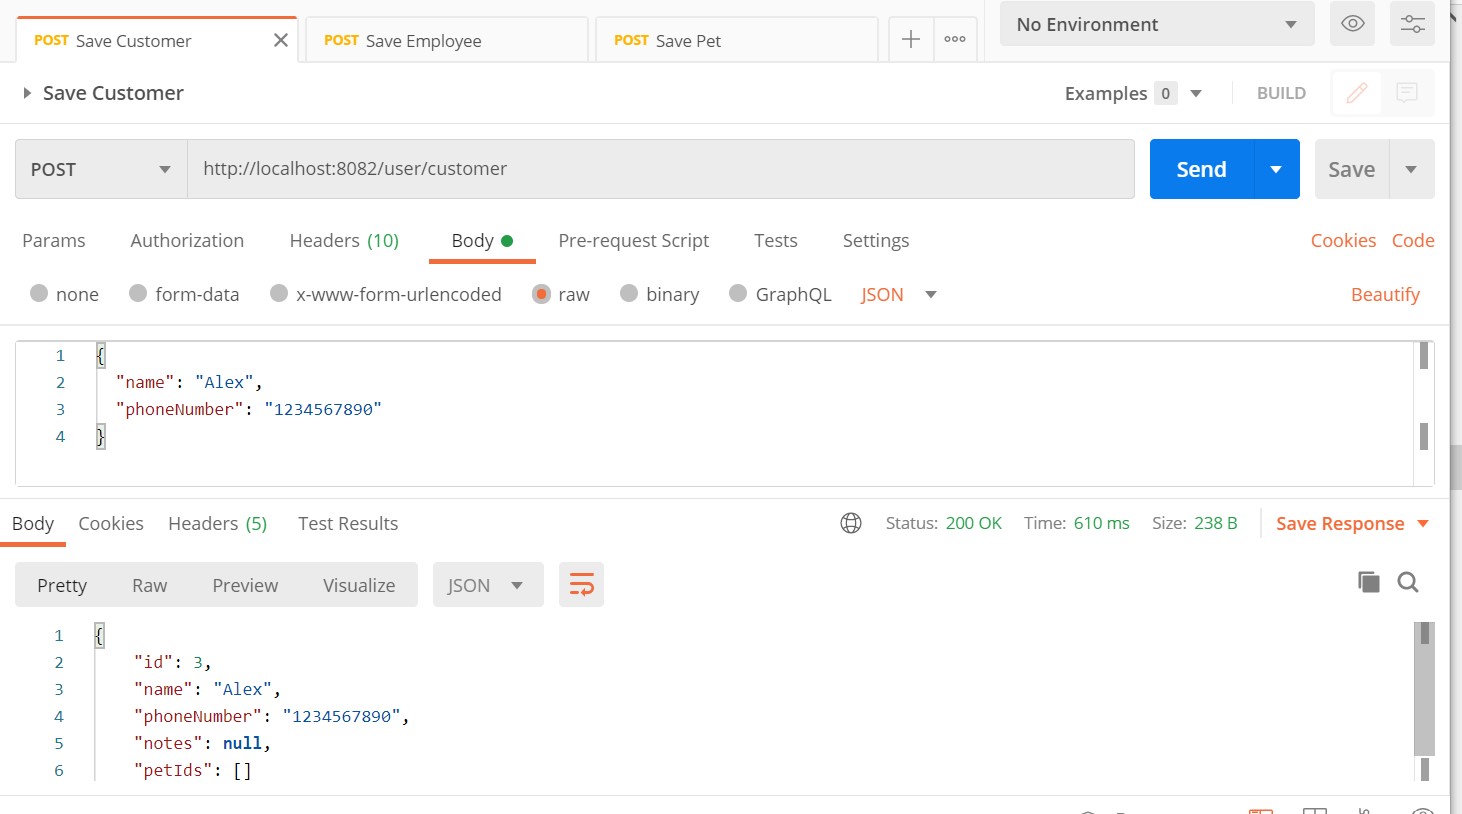 POST Save Customer POST Save Employee POST Save Pet No Environment
Save Customer Examples 0 BUILD
POST http://localhost:8082/user/customer Send Save
Params Authorization Headers (10) Body Pre-request Script Tests Settings Cookies Code
none form-data x-www-form-urlencoded raw binary GraphQL JSON Beautify
1 {
2 "name": "Alex",
3 "phoneNumber": "1234567890"
4 }
Body Cookies Headers (5) Test Results Status: 200 OK Time: 610 ms Size: 238 B Save Response
Pretty Raw Preview Visualize JSON
1 {
2 "id": 3,
3 "name": "Alex",
4 "phoneNumber": "1234567890",
5 "notes": null,
6 "petIds": []